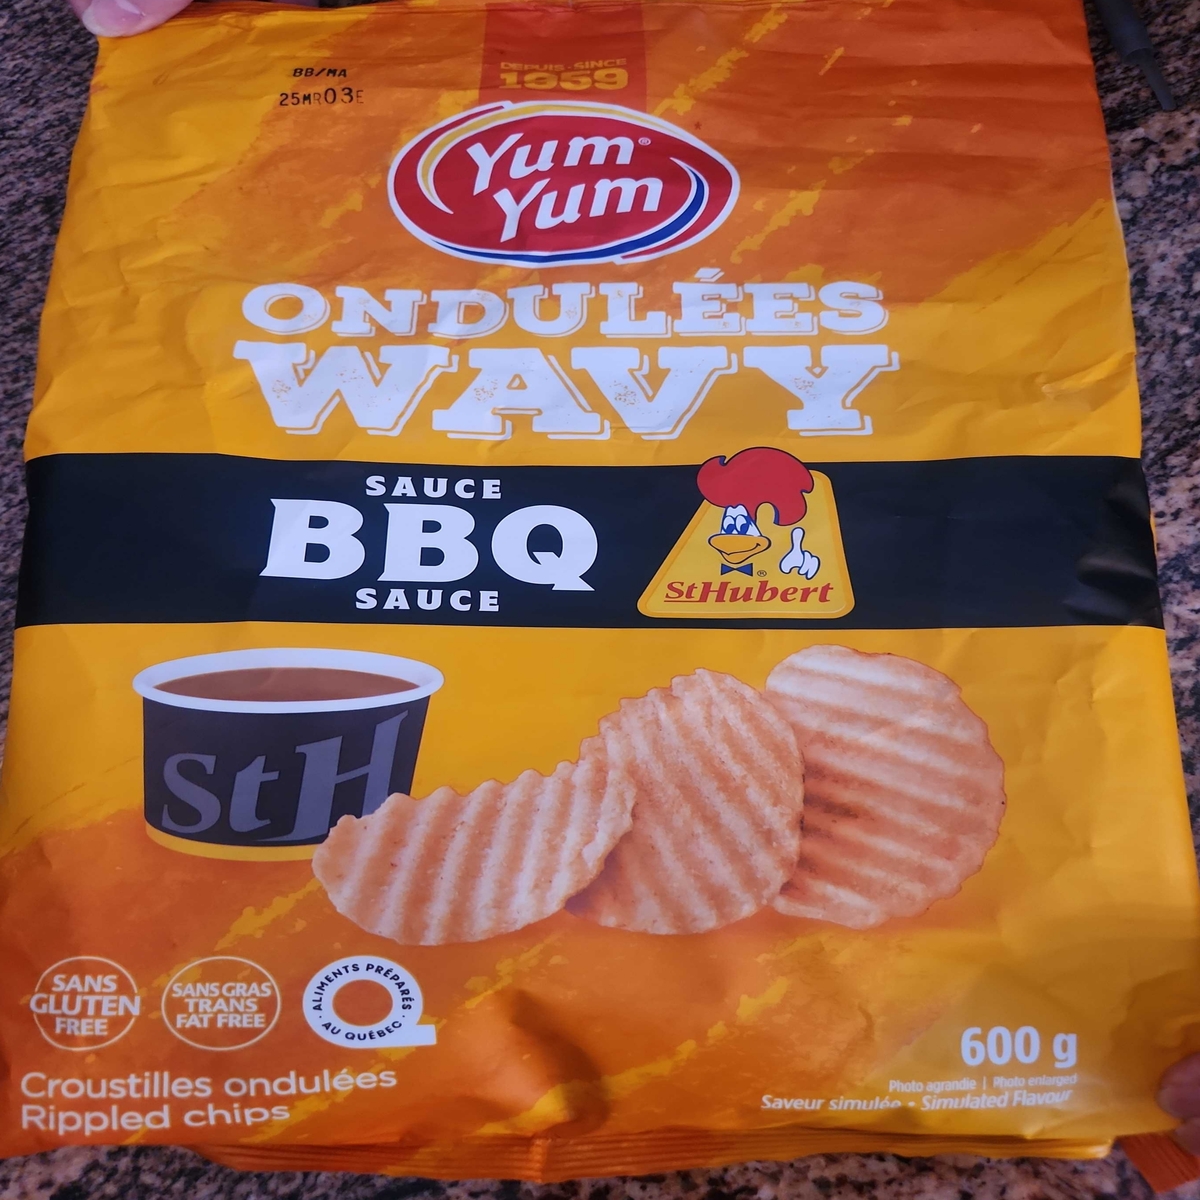 BB/MA
25MR03E
DEPUIS · SINCE
1959
Yum®
Yum
ONDULÉES
WAVY
SAUCE
BBQ
SAUCE
®
StHubert
StH
SANS
GLUTEN
FREE
SANS GRAS
TRANS
FAT FREE
ALIMENTS PRÉPARÉS
· AU QUÉBEC ·
Croustilles ondulées
Rippled chips
600 g
Photo agrandie | Photo enlarged
Saveur simulée • Simulated Flavour